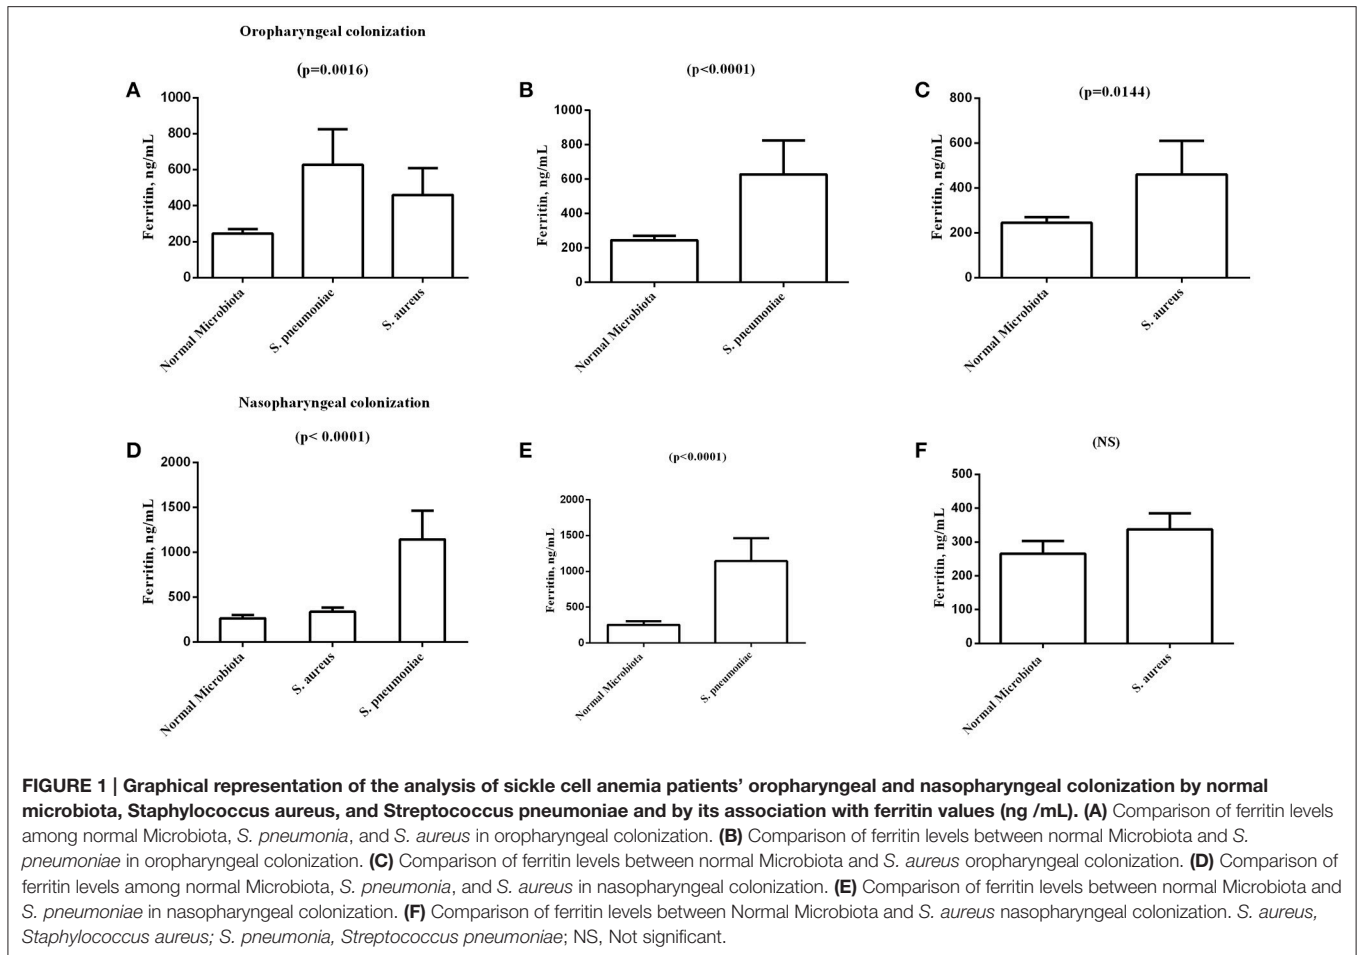 Oropharyngeal colonization
(p=0.0016)
A
Ferritin, ng/mL
1000
800
600
400
200
0
Normal Microbiota
S. pneumoniae
S. aureus
(p<0.0001)
B
Ferritin, ng/mL
1000
800
600
400
200
0
Normal Microbiota
S. pneumoniae
(p=0.0144)
C
Ferritin, ng/mL
800
600
400
200
0
Normal Microbiota
S. aureus
Nasopharyngeal colonization
(p< 0.0001)
D
Ferritin, ng/mL
2000
1500
1000
500
0
Normal Microbiota
S. aureus
S. pneumoniae
(p<0.0001)
E
Ferritin, ng/mL
2000
1500
1000
500
0
Normal Microbiota
S. pneumoniae
(NS)
F
Ferritin, ng/mL
500
400
300
200
100
0
Normal Microbiota
S. aureus
FIGURE 1 | Graphical representation of the analysis of sickle cell anemia patients' oropharyngeal and nasopharyngeal colonization by normal
microbiota, Staphylococcus aureus, and Streptococcus pneumoniae and by its association with ferritin values (ng /mL). (A) Comparison of ferritin levels
among normal Microbiota, S. pneumonia, and S. aureus in oropharyngeal colonization. (B) Comparison of ferritin levels between normal Microbiota and S.
pneumoniae in oropharyngeal colonization. (C) Comparison of ferritin levels between normal Microbiota and S. aureus oropharyngeal colonization. (D) Comparison of
ferritin levels among normal Microbiota, S. pneumonia, and S. aureus in nasopharyngeal colonization. (E) Comparison of ferritin levels between normal Microbiota and
S. pneumoniae in nasopharyngeal colonization. (F) Comparison of ferritin levels between Normal Microbiota and S. aureus nasopharyngeal colonization. S. aureus,
Staphylococcus aureus; S. pneumonia, Streptococcus pneumoniae; NS, Not significant.